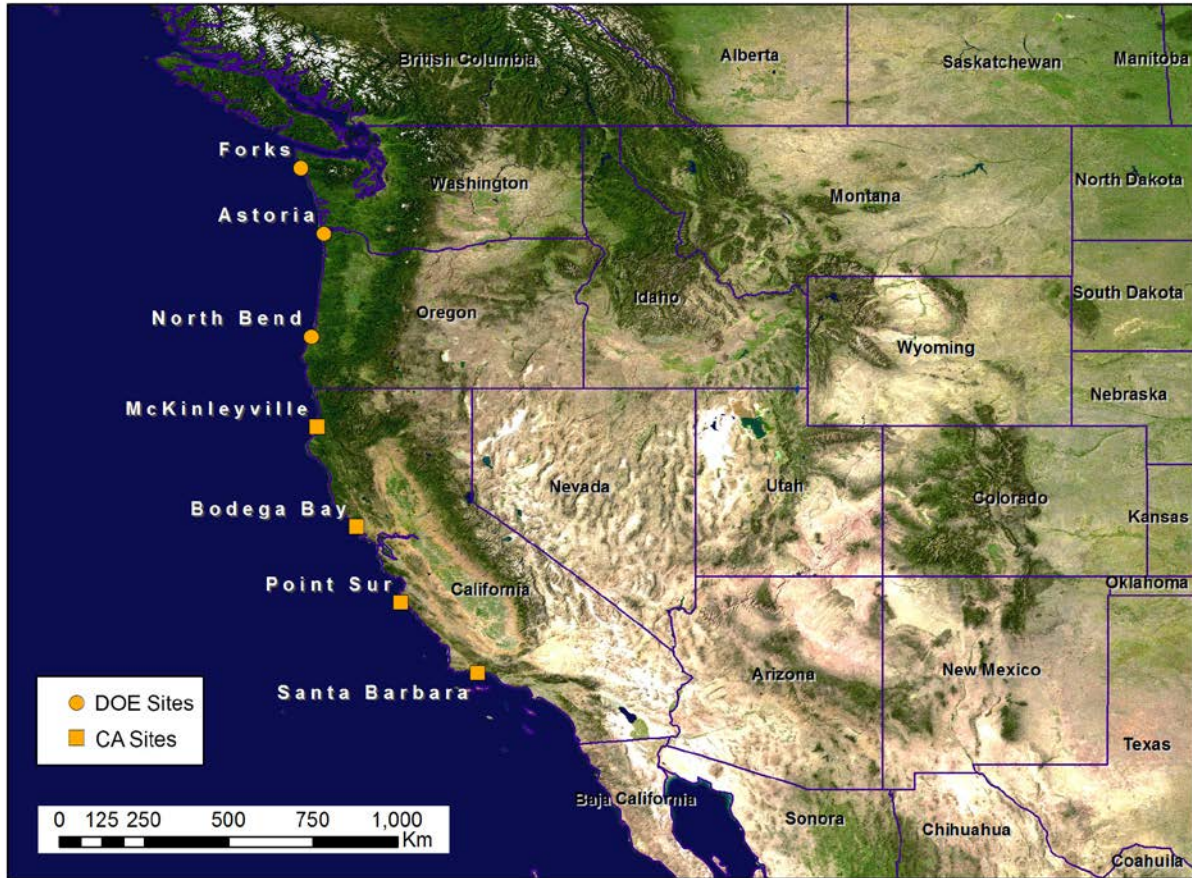 British Columbia
Alberta
Saskatchewan
Manitoba
Forks
Washington
Montana
North Dakota
Astoria
Oregon
Idaho
South Dakota
North Bend
Wyoming
Nebraska
McKinleyville
Nevada
Utah
Colorado
Kansas
Bodega Bay
Point Sur
California
Oklahoma
Santa Barbara
Arizona
New Mexico
Texas
DOE Sites
CA Sites
Baja California
Sonora
Chihuahua
Coahuila
0 125 250 500 750 1,000
Km